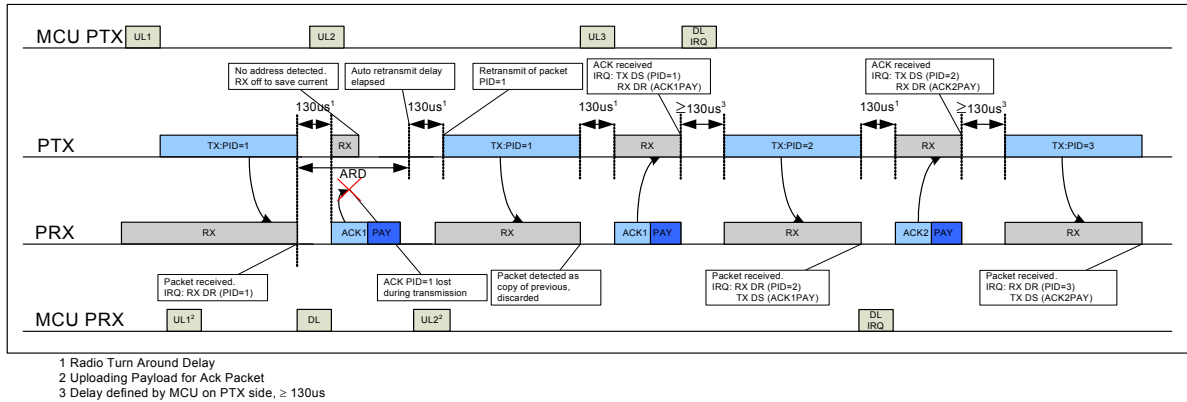 MCU PTX
UL1
UL2
UL3
DL
IRQ
No address detected.
RX off to save current
Auto retransmit delay
elapsed
Retransmit of packet
PID=1
ACK received
IRQ: TX DS (PID=1)
RX DR (ACK1PAY)
ACK received
IRQ: TX DS (PID=2)
RX DR (ACK2PAY)
130us1
130us1
130us1
≥130us3
130us1
≥130us3
PTX
TX:PID=1
RX
TX:PID=1
RX
TX:PID=2
RX
TX:PID=3
ARD
PRX
RX
ACK1
PAY
RX
ACK1
PAY
RX
ACK2
PAY
RX
Packet received.
IRQ: RX DR (PID=1)
ACK PID=1 lost
during transmission
Packet detected as
copy of previous,
discarded
Packet received.
IRQ: RX DR (PID=2)
TX DS (ACK1PAY)
Packet received.
IRQ: RX DR (PID=3)
TX DS (ACK2PAY)
MCU PRX
UL12
DL
UL22
DL
IRQ
1 Radio Turn Around Delay
2 Uploading Payload for Ack Packet
3 Delay defined by MCU on PTX side, ≥ 130us